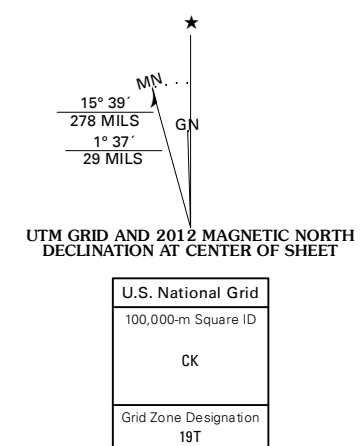 ★
MN
15° 39´
278 MILS
GN
1° 37´
29 MILS
UTM GRID AND 2012 MAGNETIC NORTH
DECLINATION AT CENTER OF SHEET
U.S. National Grid
100,000-m Square ID
CK
Grid Zone Designation
19T